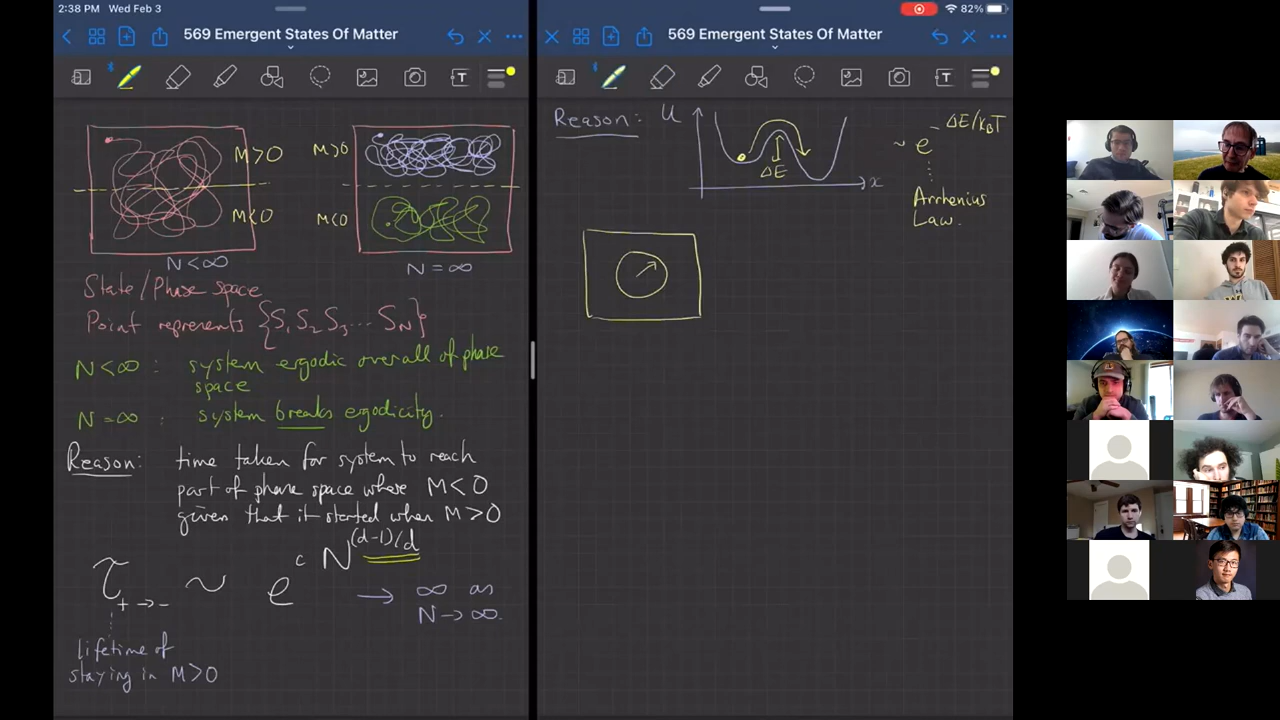 2:38 PM Wed Feb 3
82%
569 Emergent States Of Matter
569 Emergent States Of Matter
M>0
M<0
N<∞
M>0
M<0
N=∞
State/Phase space
Point represents {S1 S2 S3 ... SN}
N<∞ : system ergodic over all of phase
space
N=∞ : system breaks ergodicity.
Reason: time taken for system to reach
part of phase space where M<0
given that it started when M>0
τ+→- ~ e^c N^(d-1)/d → ∞ as
N→∞.
lifetime of
staying in M>0
Reason: U
ΔE
x
~ e^-ΔE/kBT
Arrhenius
Law.